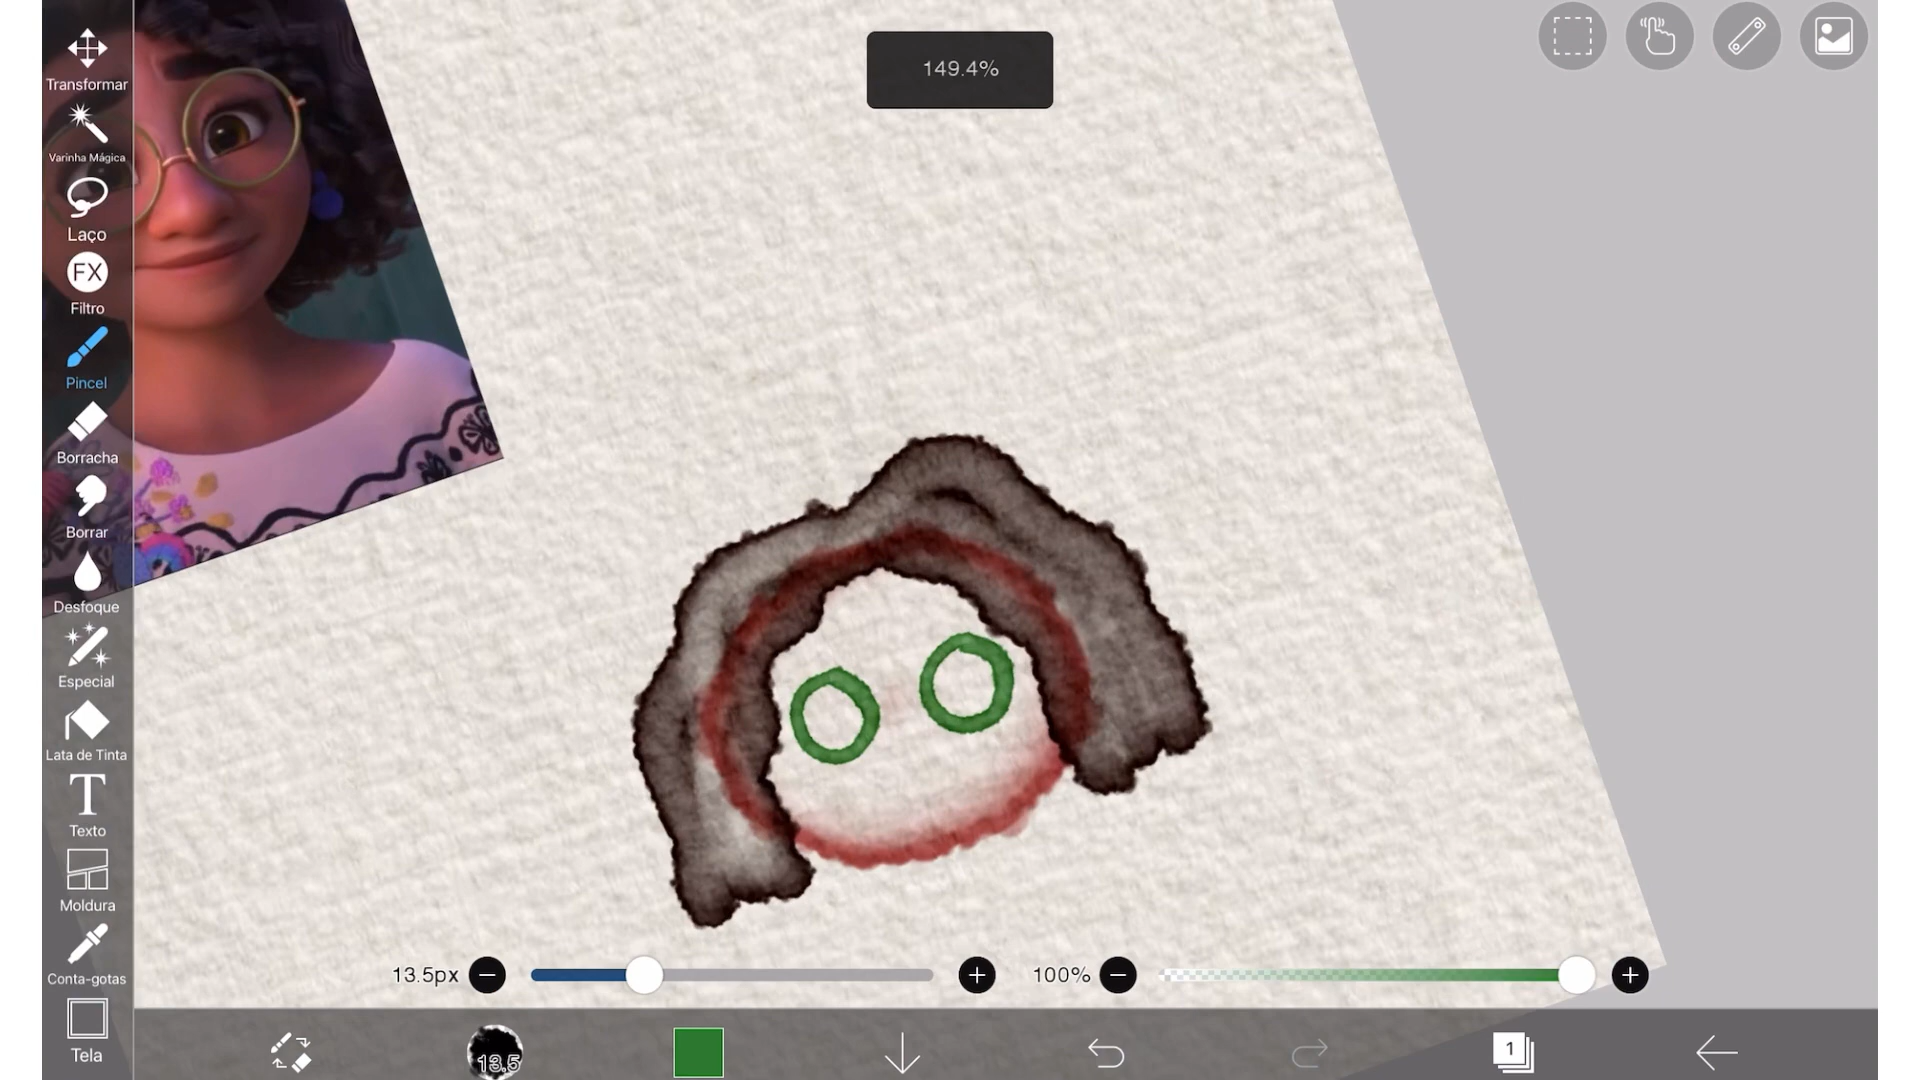 149.4%
Transformar
Varinha Mágica
Laço
FX
Filtro
Pincel
Borracha
Borrar
Desfoque
Especial
Lata de Tinta
T
Texto
Moldura
Conta-gotas
Tela
13.5px
100%
13.5
1